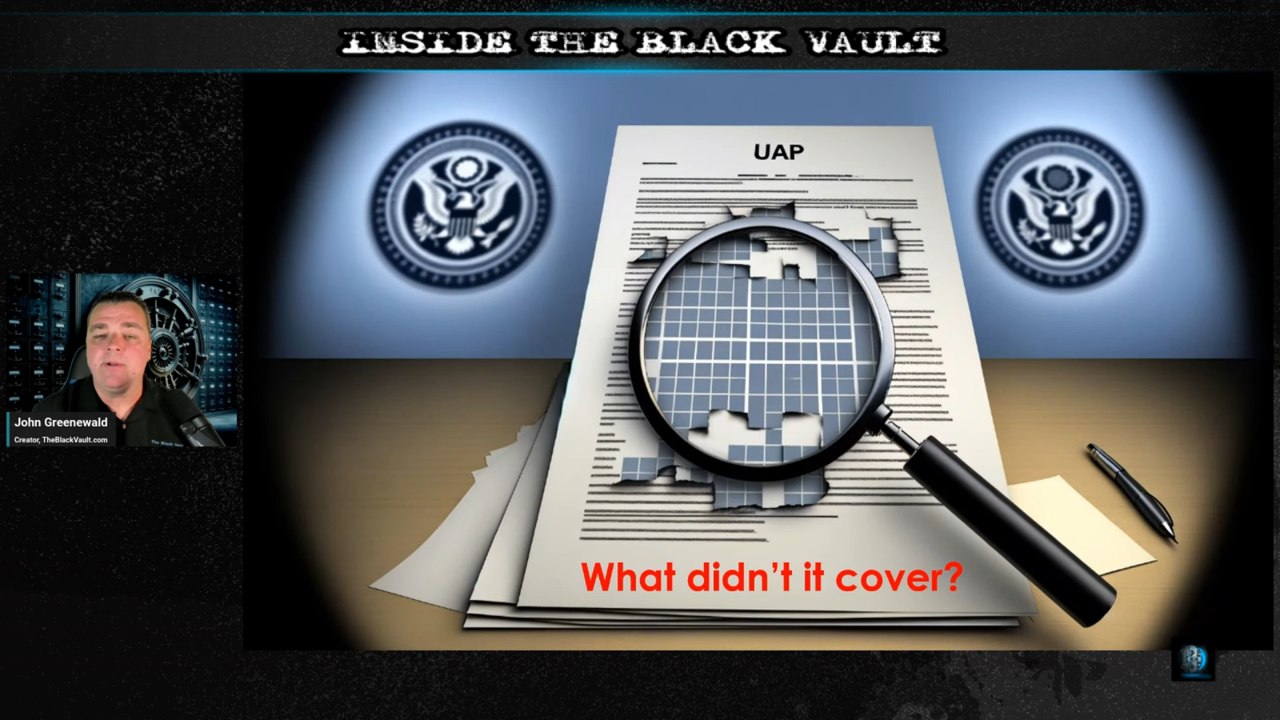 INSIDE THE BLACK VAULT
UAP
John Greenewald
Creator, TheBlackVault.com
What didn't it cover?